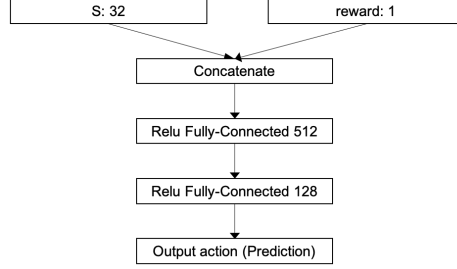 S: 32
reward: 1
Concatenate
Relu Fully-Connected 512
Relu Fully-Connected 128
Output action (Prediction)